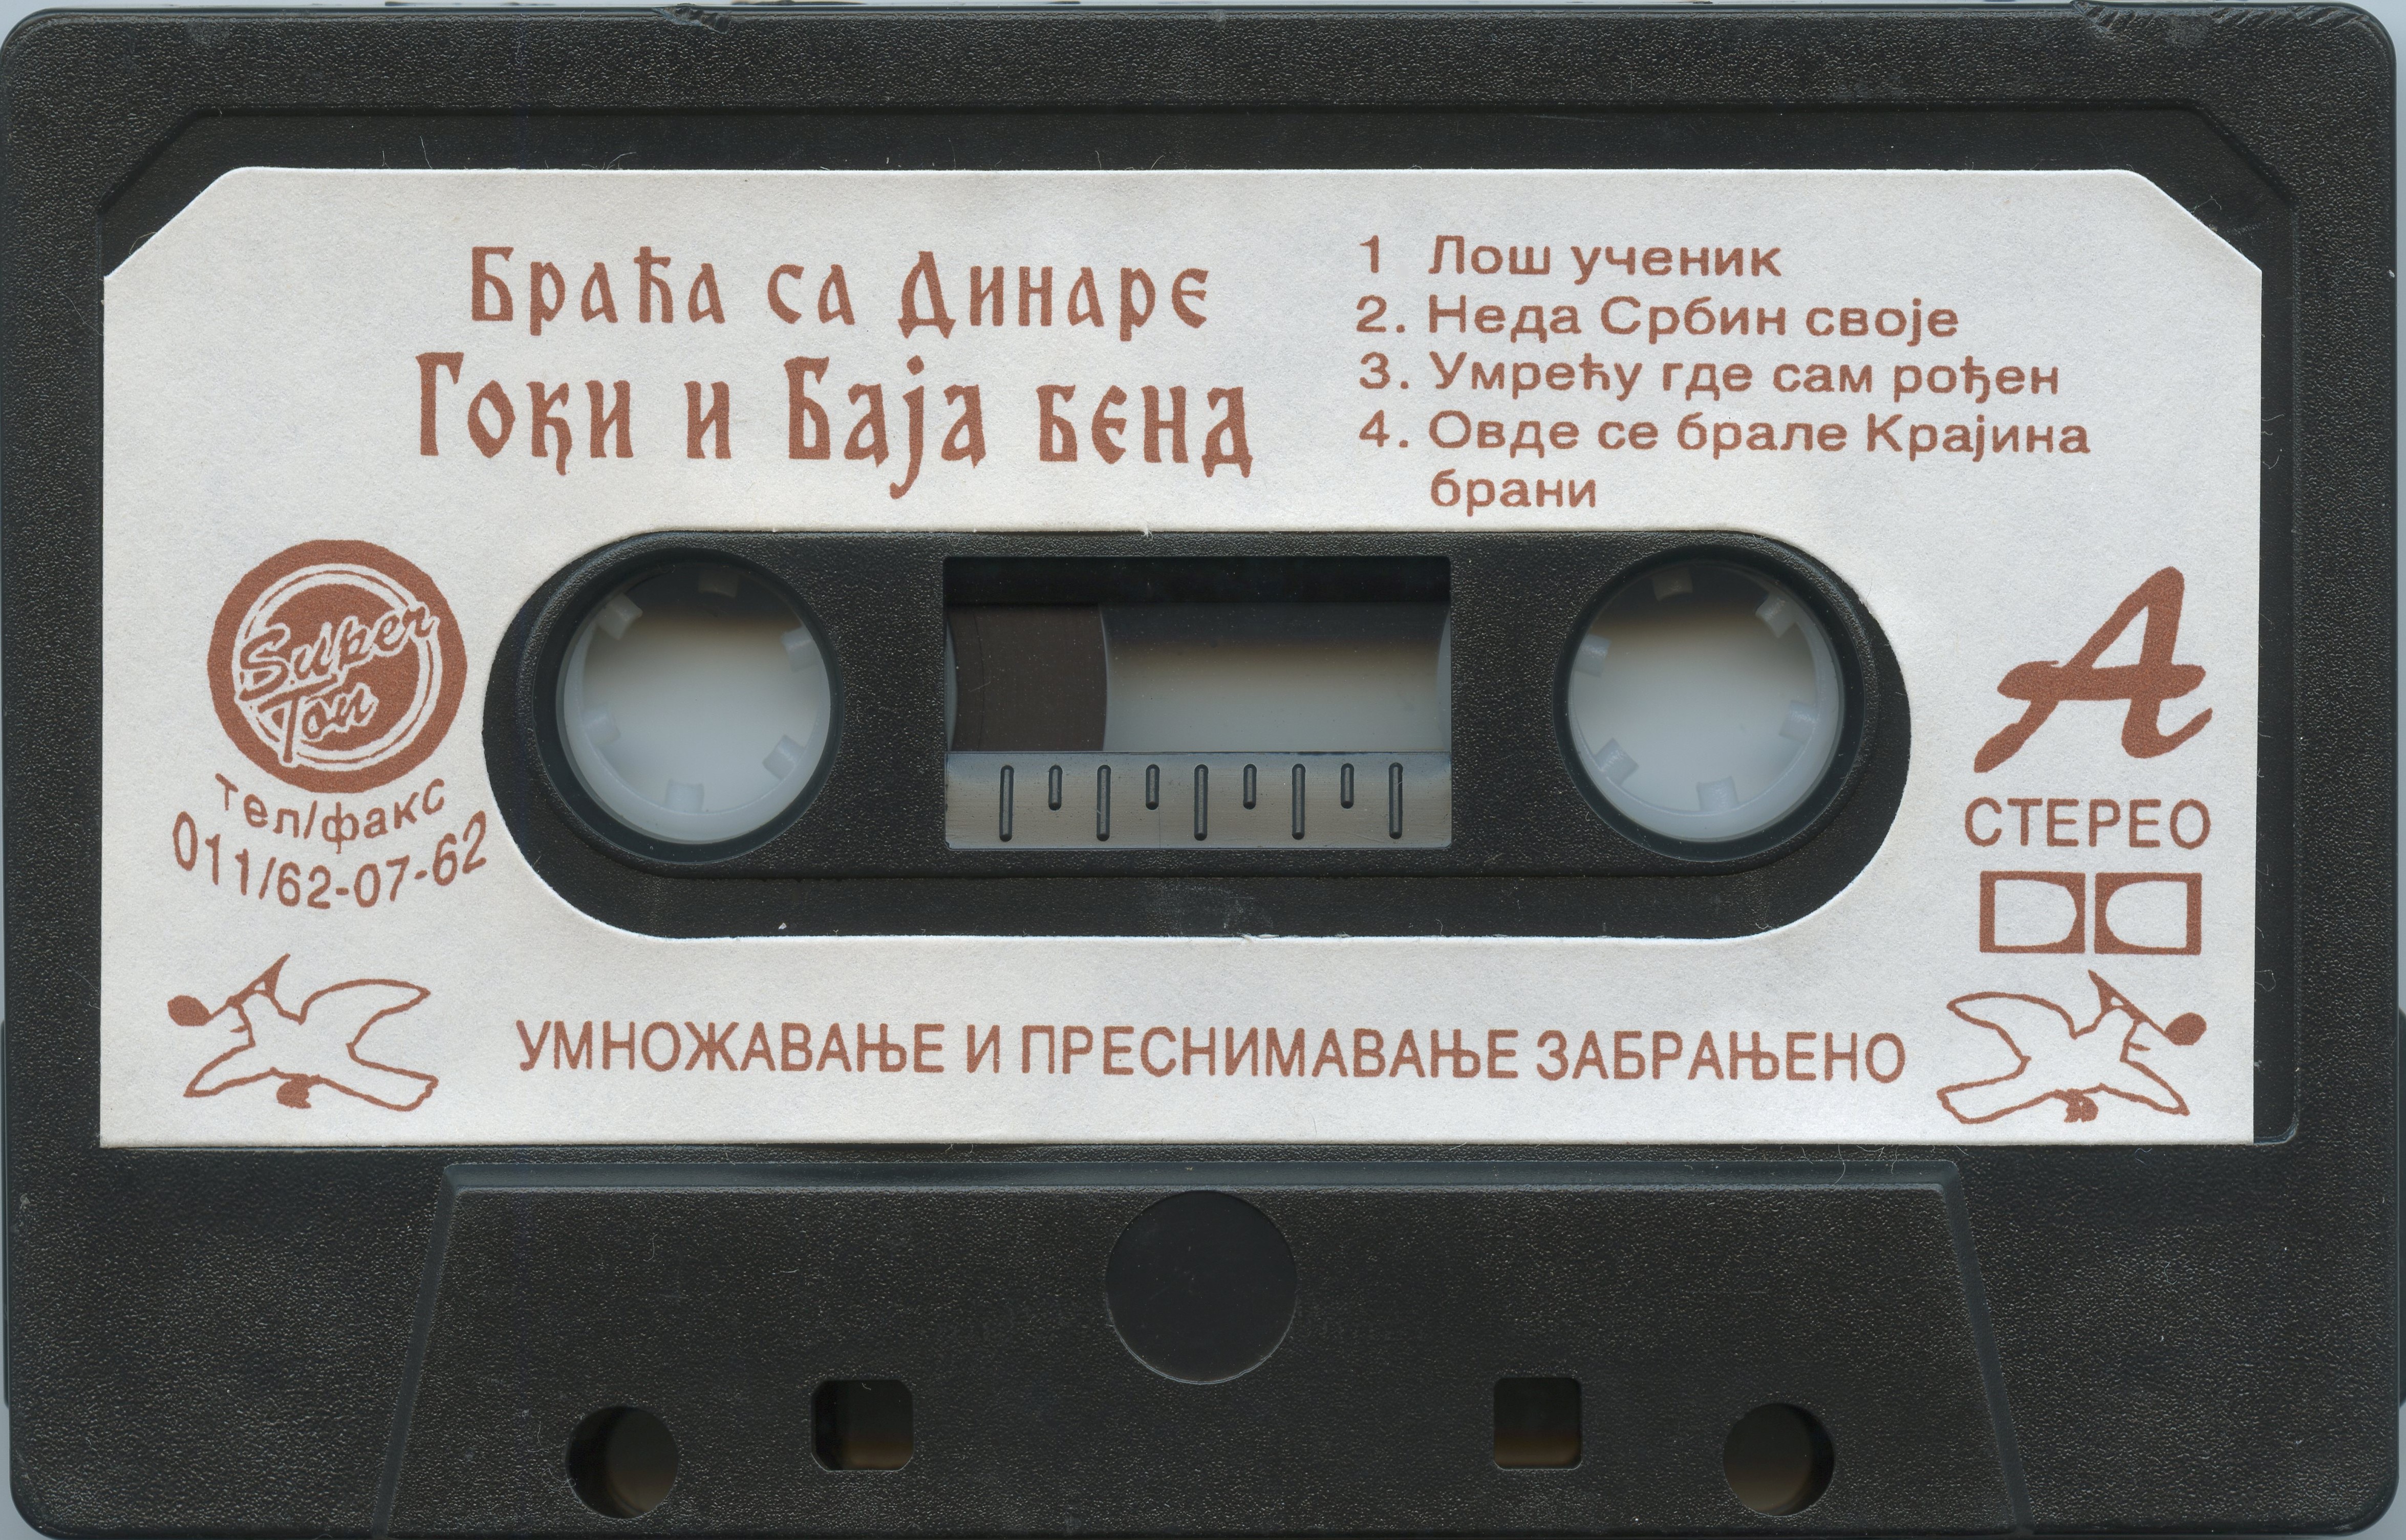 Браћа са Динаре
Гоқи и Баја бенд
1 Лош ученик
2. Неда Србин своје
3. Умрећу где сам рођен
4. Овде се брале Крајина
брани
Super
Ton
тел/факс
011/62-07-62
A
СТЕРЕО
УМНОЖАВАЊЕ И ПРЕСНИМАВАЊЕ ЗАБРАЊЕНО